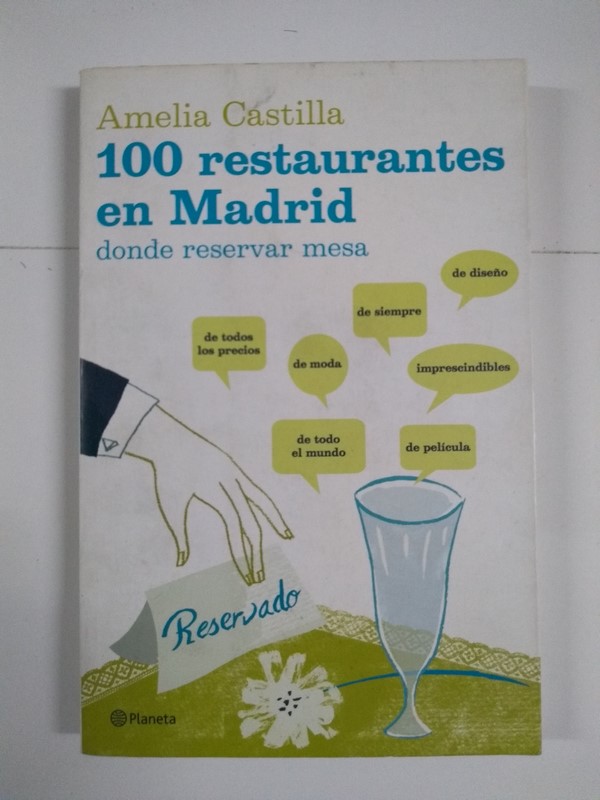 Amelia Castilla
100 restaurantes
en Madrid
donde reservar mesa
de diseño
de siempre
de todos
los precios
de moda
imprescindibles
de todo
el mundo
de película
Reservado
Planeta